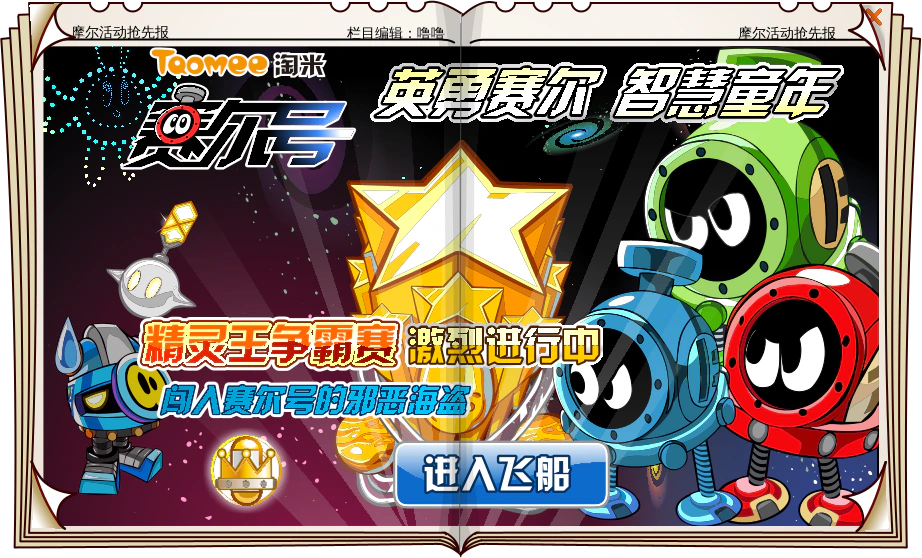 摩尔活动抢先报
栏目编辑：噜噜
摩尔活动抢先报
Taomee 淘米
赛尔号
英勇赛尔 智慧童年
精灵王争霸赛 激烈进行中
闯入赛尔号的邪恶海盗
进入飞船